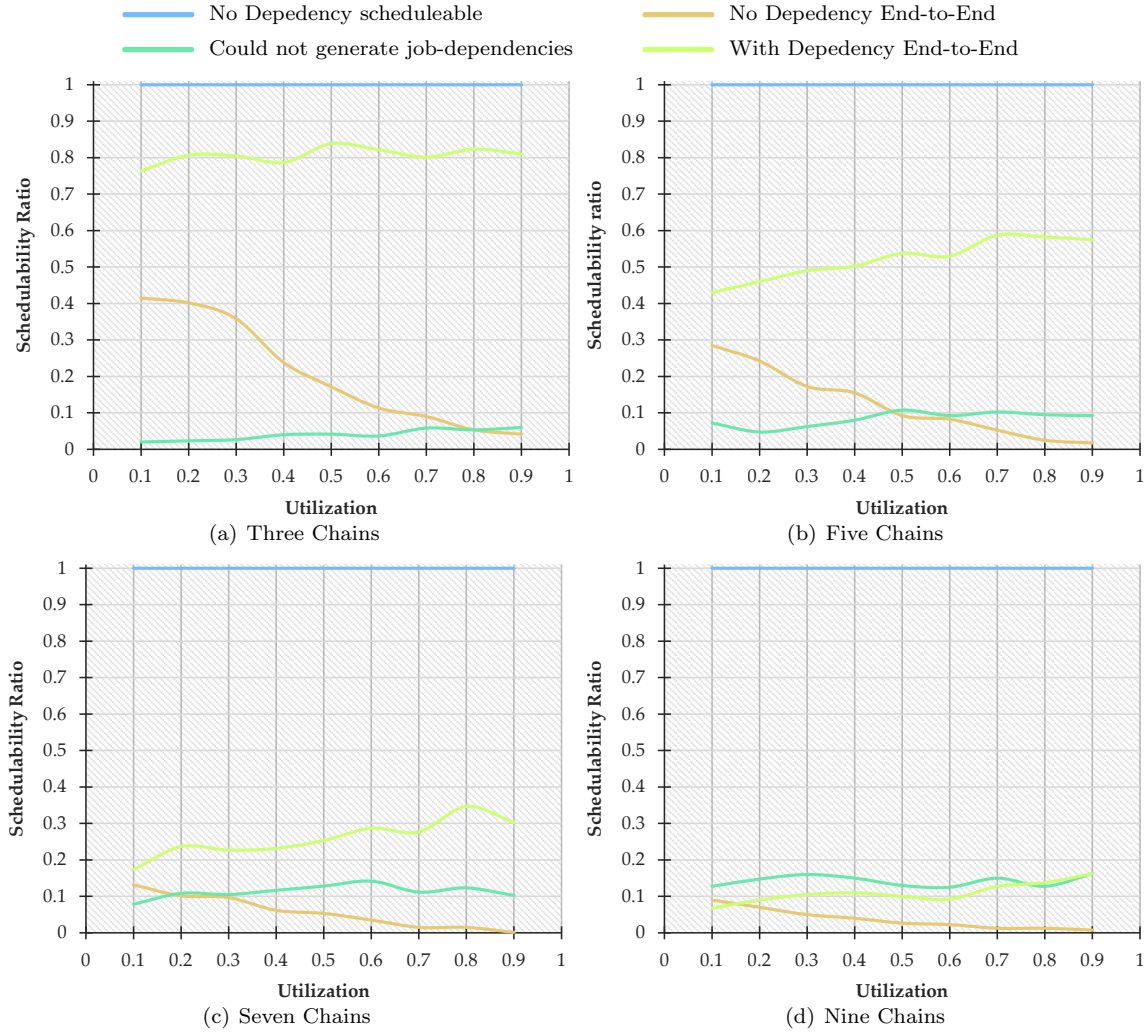 No Depedency scheduleable
No Depedency End-to-End
Could not generate job-dependencies
With Depedency End-to-End
1
0.9
0.8
0.7
0.6
0.5
0.4
0.3
0.2
0.1
0
Schedulability Ratio
0 0.1 0.2 0.3 0.4 0.5 0.6 0.7 0.8 0.9 1
Utilization
(a) Three Chains
1
0.9
0.8
0.7
0.6
0.5
0.4
0.3
0.2
0.1
0
Schedulability ratio
0 0.1 0.2 0.3 0.4 0.5 0.6 0.7 0.8 0.9 1
Utilization
(b) Five Chains
1
0.9
0.8
0.7
0.6
0.5
0.4
0.3
0.2
0.1
0
Schedulability Ratio
0 0.1 0.2 0.3 0.4 0.5 0.6 0.7 0.8 0.9 1
Utilization
(c) Seven Chains
1
0.9
0.8
0.7
0.6
0.5
0.4
0.3
0.2
0.1
0
Schedulability Ratio
0 0.1 0.2 0.3 0.4 0.5 0.6 0.7 0.8 0.9 1
Utilization
(d) Nine Chains